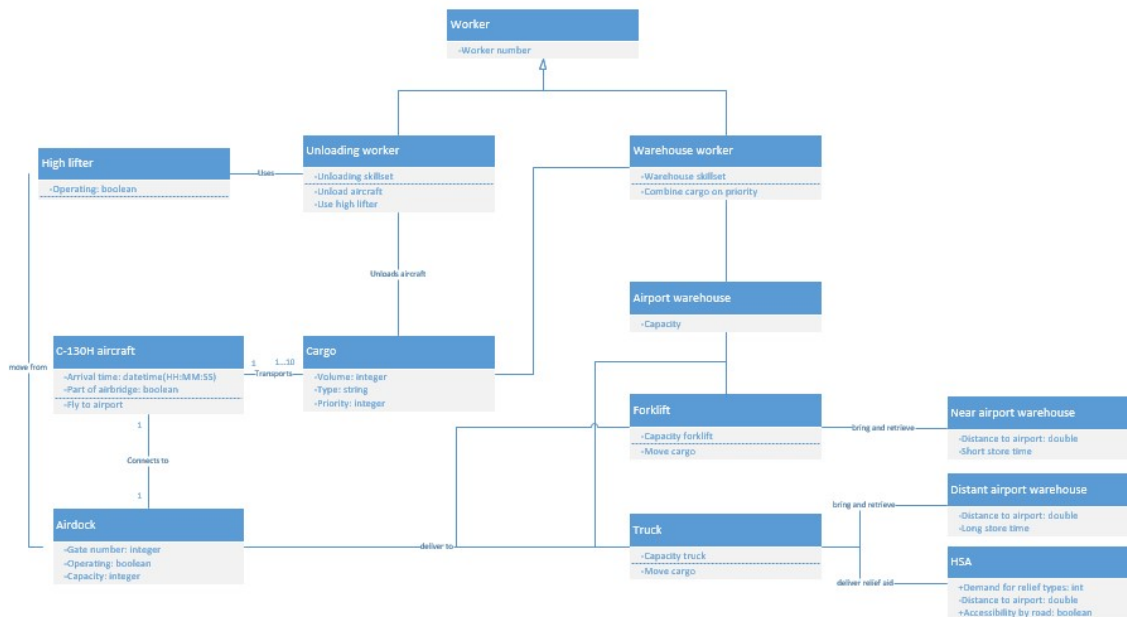 Worker
-Worker number
High lifter
-Operating: boolean
Uses
Unloading worker
-Unloading skillset
-Unload aircraft
-Use high lifter
Warehouse worker
-Warehouse skillset
-Combine cargo on priority
Unloads aircraft
Airport warehouse
-Capacity
move from
C-130H aircraft
-Arrival time: datetime(HH:MM:SS)
-Part of airbridge: boolean
-Fly to airport
1
1...10
Transports
Cargo
-Volume: integer
-Type: string
-Priority: integer
Forklift
-Capacity forklift
-Move cargo
bring and retrieve
Near airport warehouse
-Distance to airport: double
-Short store time
1
Connects to
1
Airdock
-Gate number: integer
-Operating: boolean
-Capacity: integer
deliver to
Truck
-Capacity truck
-Move cargo
bring and retrieve
Distant airport warehouse
-Distance to airport: double
-Long store time
deliver relief aid
HSA
+Demand for relief types: int
-Distance to airport: double
+Accessibility by road: boolean